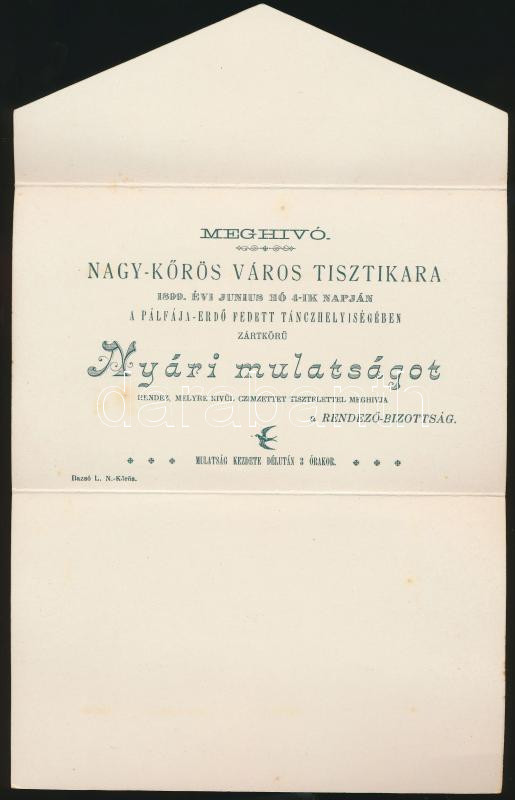 MEGHIVÓ.
NAGY-KŐRÖS VÁROS TISZTIKARA
1899. ÉVI JUNIUS HÓ 4-IK NAPJÁN
A PÁLFÁJA-ERDŐ FEDETT TÁNCZHELYISÉGÉBEN
ZÁRTKÖRŰ
Nyári mulatságot
RENDEZ, MELYRE KIVÜL CZIMZETTET TISZTELETTEL MEGHIVJA
a RENDEZŐ-BIZOTTSÁG.
MULATSÁG KEZDETE DÉLUTÁN 3 ÓRAKOR.
Bazsó L. N.-Kőrös.
darabanth